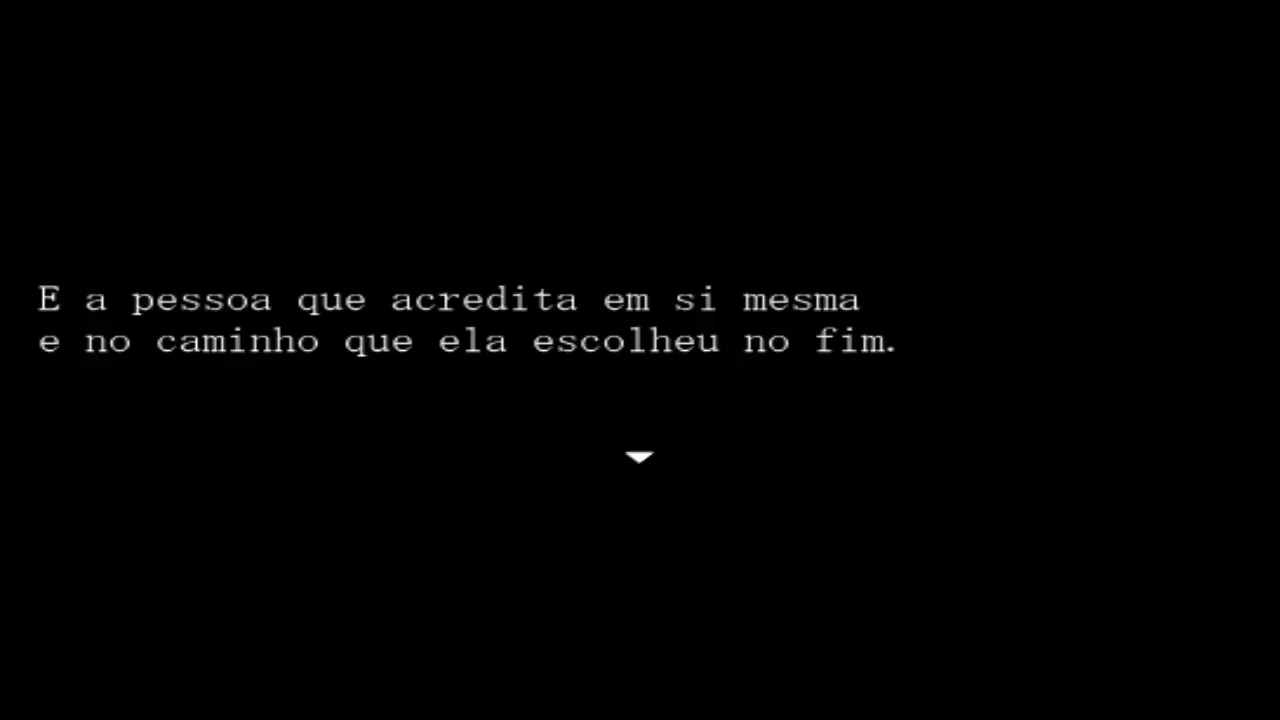 E a pessoa que acredita em si mesma
e no caminho que ela escolheu no fim.